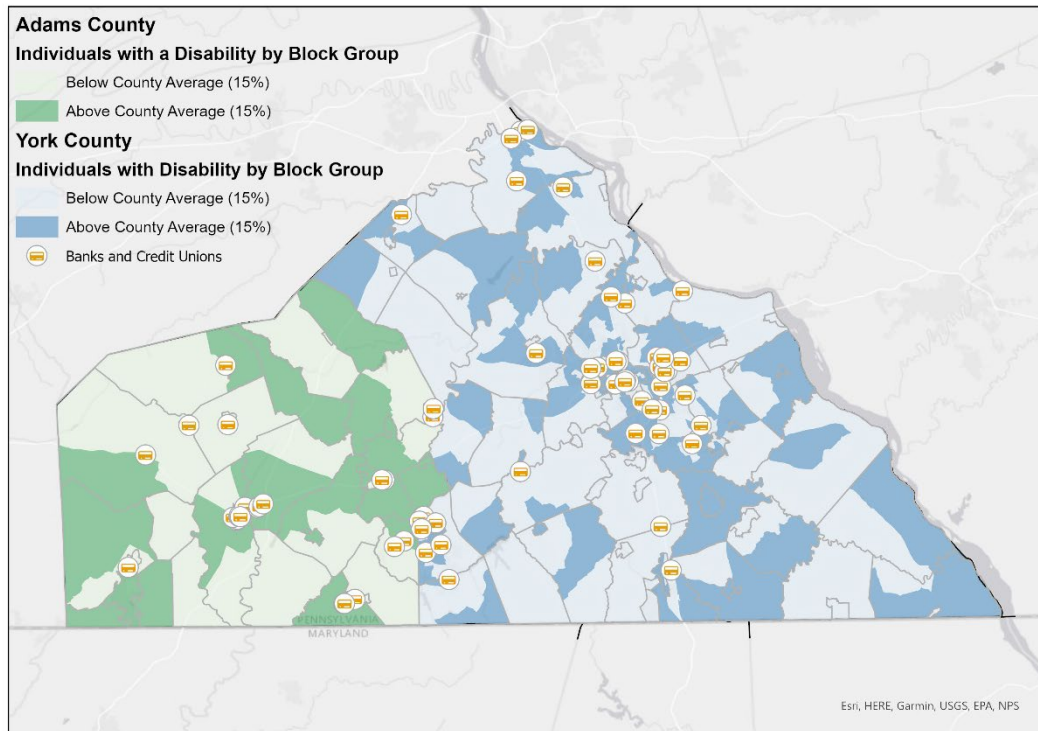 Adams County
Individuals with a Disability by Block Group
Below County Average (15%)
Above County Average (15%)
York County
Individuals with Disability by Block Group
Below County Average (15%)
Above County Average (15%)
Banks and Credit Unions
PENNSYLVANIA
MARYLAND
Esri, HERE, Garmin, USGS, EPA, NPS